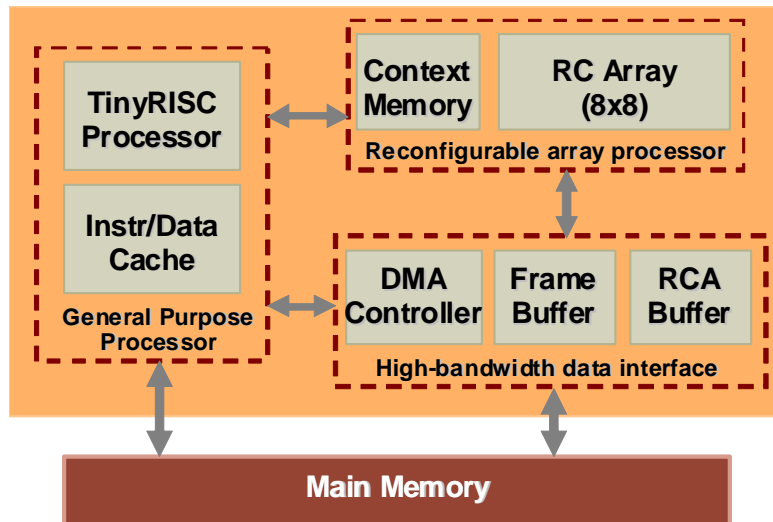 TinyRISC
Processor
Instr/Data
Cache
General Purpose
Processor
Context
Memory
RC Array
(8x8)
Reconfigurable array processor
DMA
Controller
Frame
Buffer
RCA
Buffer
High-bandwidth data interface
Main Memory